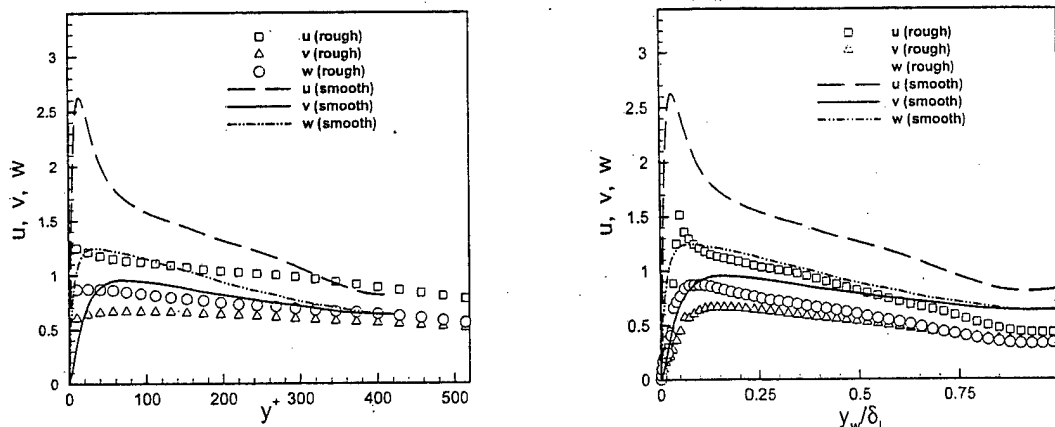 u, v, w
3
2.5
2
1.5
1
0.5
0
u (rough)
v (rough)
w (rough)
u (smooth)
v (smooth)
w (smooth)
0 100 200 300 400 500
y+
u, v, w
3
2.5
2
1.5
1
0.5
0
u (rough)
v (rough)
w (rough)
u (smooth)
v (smooth)
w (smooth)
0 0.25 0.5 0.75
y_w/δ_L